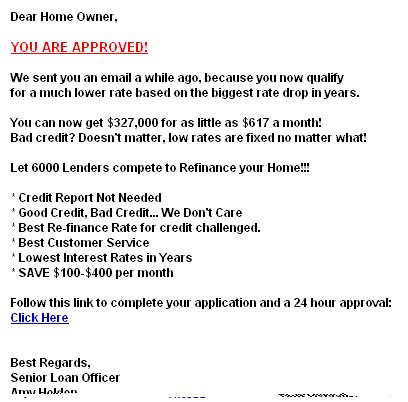 Dear Home Owner,
YOU ARE APPROVED!
We sent you an email a while ago, because you now qualify
for a much lower rate based on the biggest rate drop in years.
You can now get $327,000 for as little as $617 a month!
Bad credit? Doesn't matter, low rates are fixed no matter what!
Let 6000 Lenders compete to Refinance your Home!!!
* Credit Report Not Needed
* Good Credit, Bad Credit... We Don't Care
* Best Re-finance Rate for credit challenged.
* Best Customer Service
* Lowest Interest Rates in Years
* SAVE $100-$400 per month
Follow this link to complete your application and a 24 hour approval:
Click Here
Best Regards,
Senior Loan Officer
Amy Holden